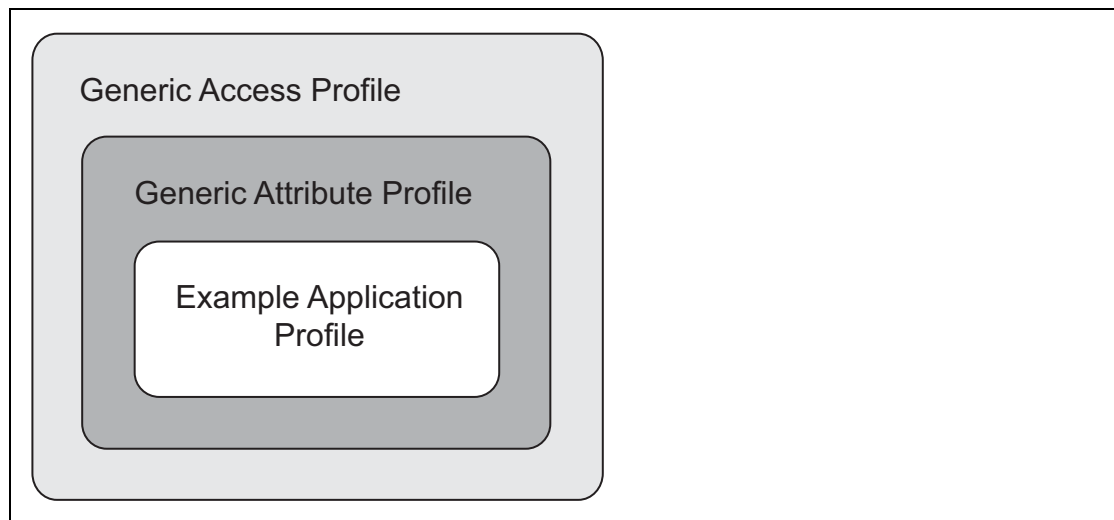 Generic Access Profile
Generic Attribute Profile
Example Application
Profile